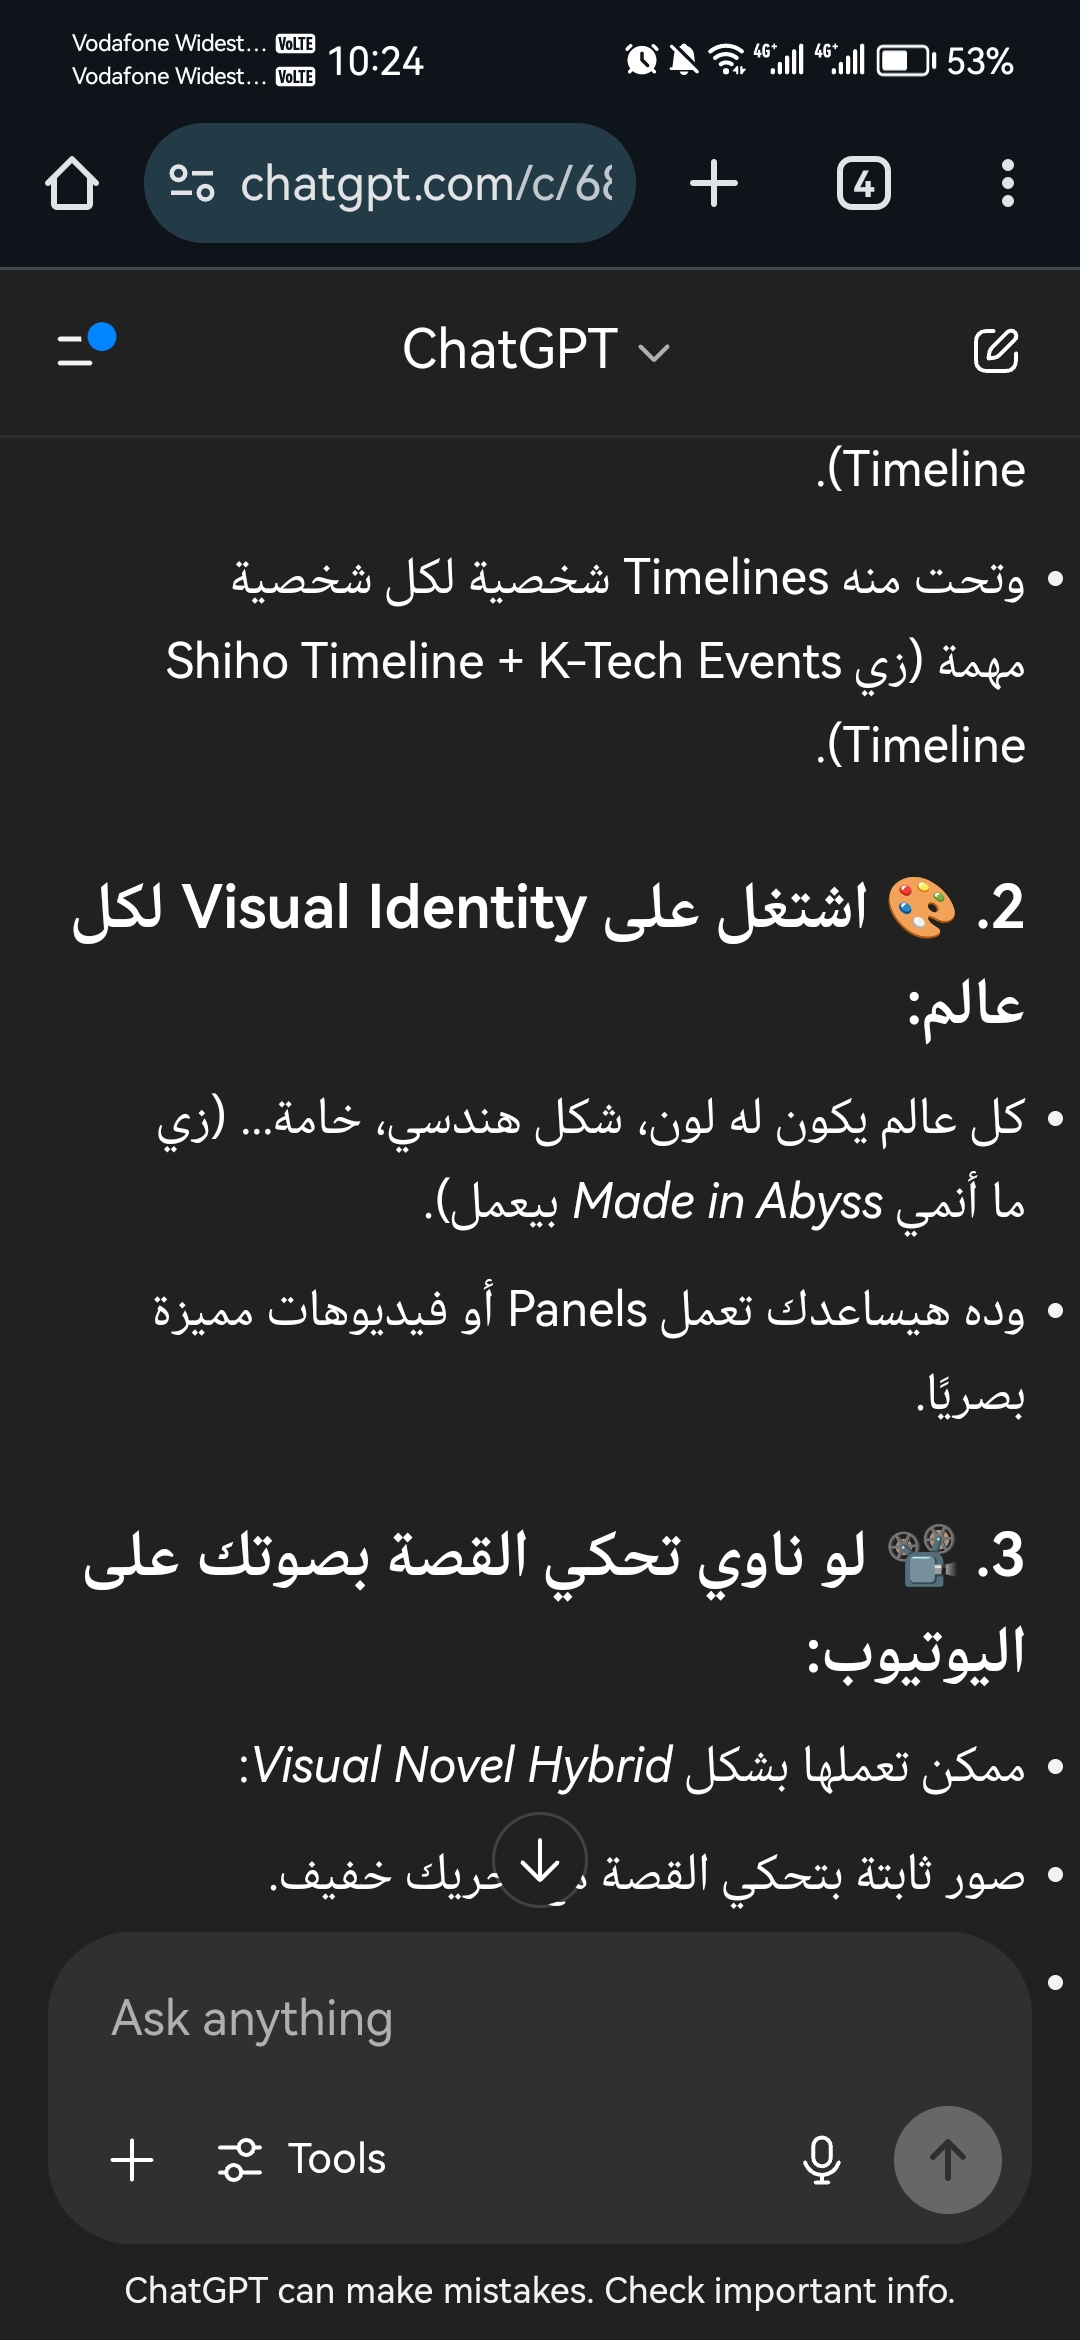 Vodafone Widest... VoLTE
Vodafone Widest... VoLTE
10:24
4G+ 4G+ 53%
chatgpt.com/c/68
4
ChatGPT
Timeline).
• وتحت منه Timelines شخصية لكل شخصية
مهمة (زي Shiho Timeline + K-Tech Events
Timeline).
2. 🎨 اشتغل على Visual Identity لكل
عالم:
• كل عالم يكون له لون، شكل هندسي، خامة... (زي
ما أنمي Made in Abyss بيعمل).
• وده هيساعدك تعمل Panels أو فيديوهات مميزة
بصريًا.
3. 📽️ لو ناوي تحكي القصة بصوتك على
اليوتيوب:
• ممكن تعملها بشكل Visual Novel Hybrid:
• صور ثابتة بتحكي القصة خفيف.
Ask anything
Tools
ChatGPT can make mistakes. Check important info.